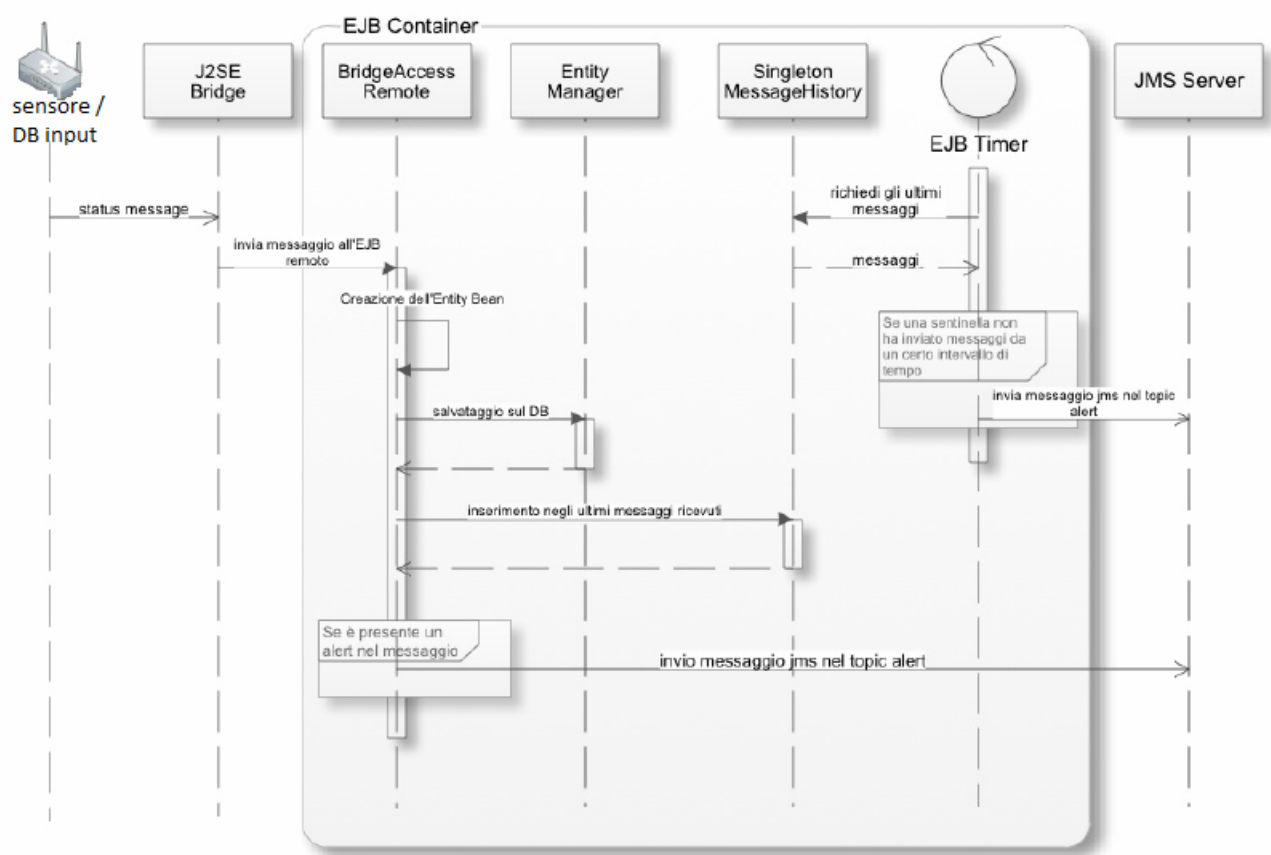 EJB Container
sensore /
DB input
J2SE
Bridge
BridgeAccess
Remote
Entity
Manager
Singleton
MessageHistory
EJB Timer
JMS Server
status message
richiedi gli ultimi
messaggi
invia messaggio all'EJB
remoto
messaggi
Creazione dell'Entity Bean
Se una sentinella non
ha inviato messaggi da
un certo intervallo di
tempo
invia messaggio jms nel topic
alert
salvataggio sul DB
inserimento negli ultimi messaggi ricevuti
Se è presente un
alert nel messaggio
invio messaggio jms nel topic alert